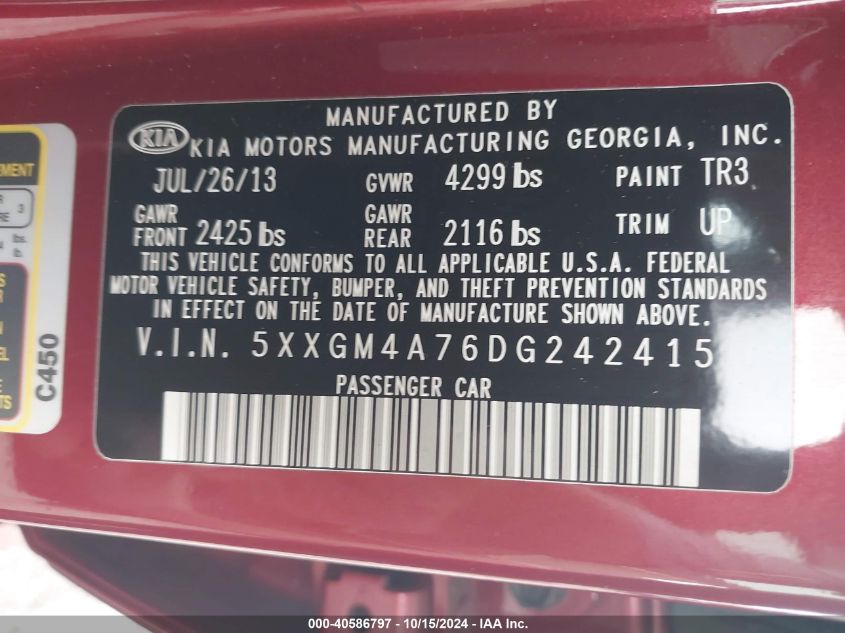 MANUFACTURED BY
KIA KIA MOTORS MANUFACTURING GEORGIA, INC.
JUL/26/13 GVWR 4299 lbs PAINT TR3
GAWR FRONT 2425 lbs GAWR REAR 2116 lbs TRIM UP
THIS VEHICLE CONFORMS TO ALL APPLICABLE U.S.A. FEDERAL
MOTOR VEHICLE SAFETY, BUMPER, AND THEFT PREVENTION STANDARDS
IN EFFECT ON THE DATE OF MANUFACTURE SHOWN ABOVE.
V.I.N. 5XXGM4A76DG242415
PASSENGER CAR
C450
000-40586797 - 10/15/2024 - IAA, Inc.